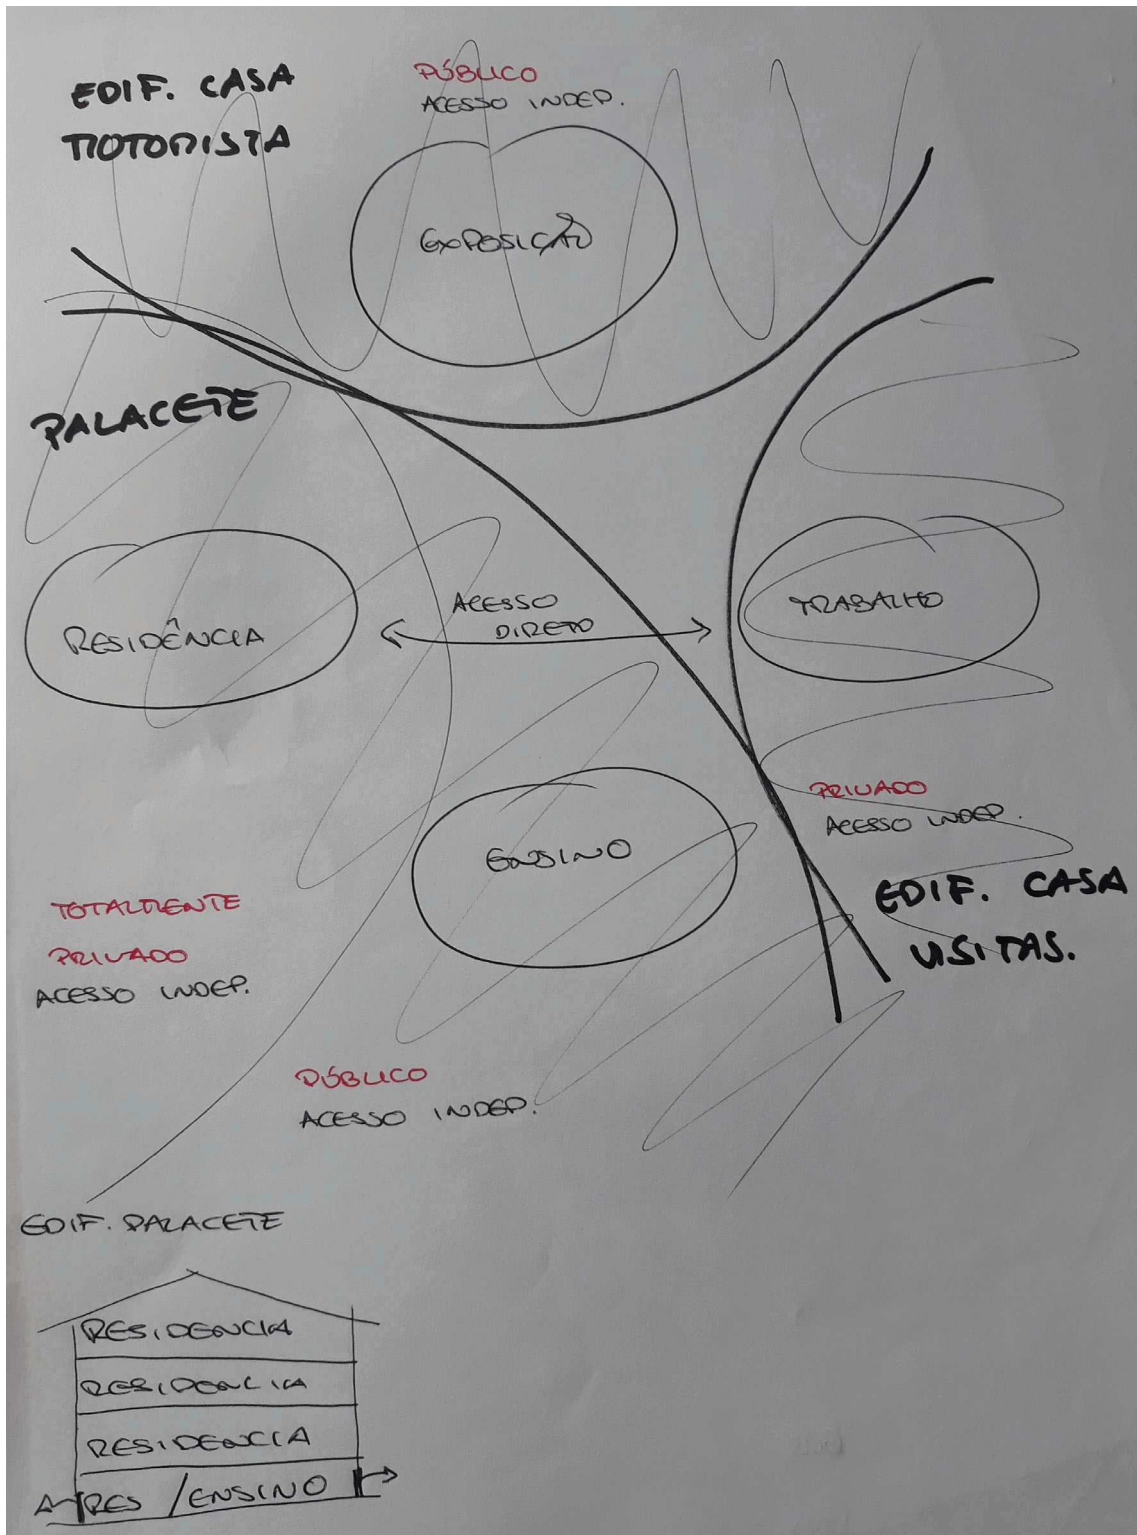 EDIF. CASA
MOTORISTA
PÚBLICO
ACESSO INDEP.
EXPOSIÇÃO
PALACETE
RESIDÊNCIA
ACESSO
DIRETO
TRABALHO
ENSINO
PRIVADO
ACESSO INDEP.
EDIF. CASA
VISITAS.
TOTALMENTE
PRIVADO
ACESSO INDEP.
PÚBLICO
ACESSO INDEP.
EDIF. PALACETE
RESIDENCIA
RESIDENCIA
RESIDENCIA
RES / ENSINO